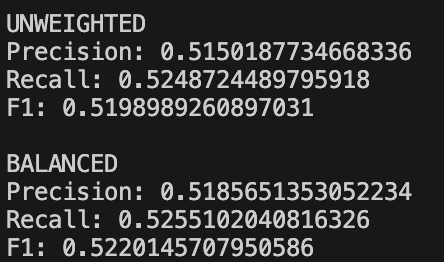 UNWEIGHTED
Precision: 0.5150187734668336
Recall: 0.5248724489795918
F1: 0.5198989260897031
BALANCED
Precision: 0.5185651353052234
Recall: 0.5255102040816326
F1: 0.5220145707950586